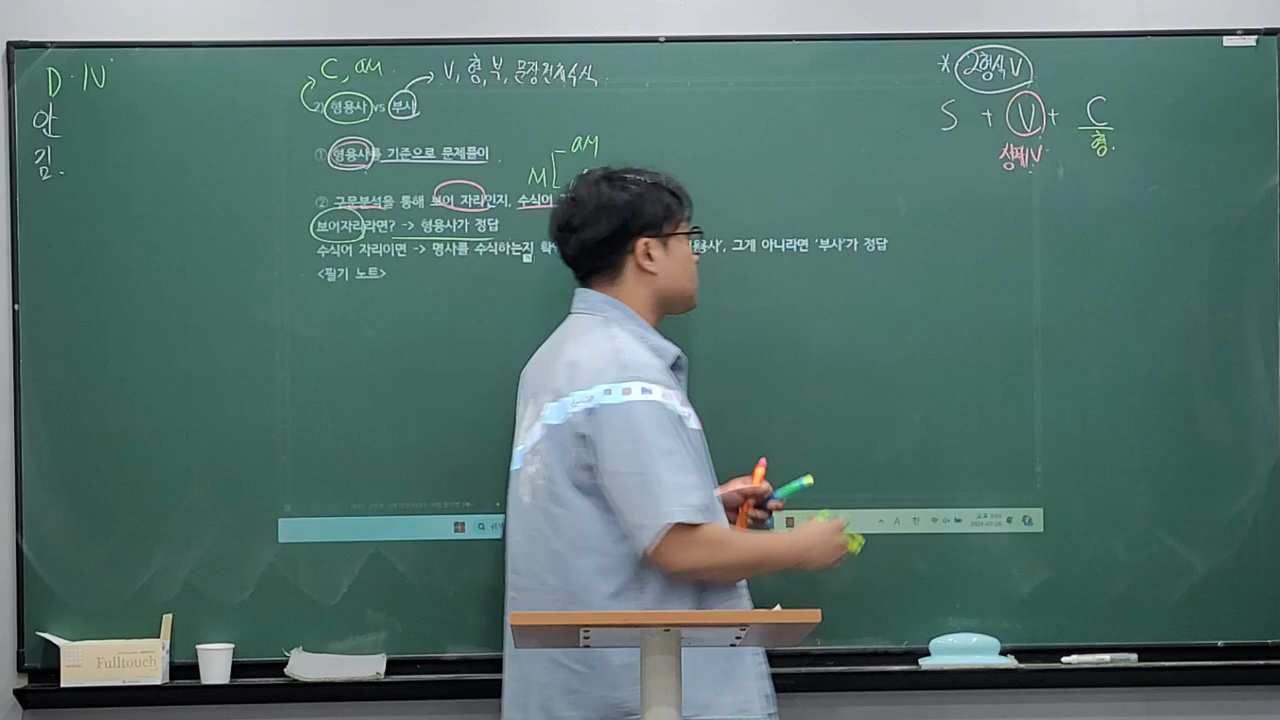 D·N
안
김.
C, aM.
V, 형, 부, 문장전체수식.
2) 형용사 vs 부사
① 형용사를 기준으로 문제풀이
M aM
② 구문분석을 통해 보어 자리인지, 수식어
보어자리라면? -> 형용사가 정답
수식어 자리이면 -> 명사를 수식하는지 확 용사', 그게 아니라면 '부사'가 정답
<필기 노트>
* 2형식V
S + V + C
상태V 형.
Fulltouch